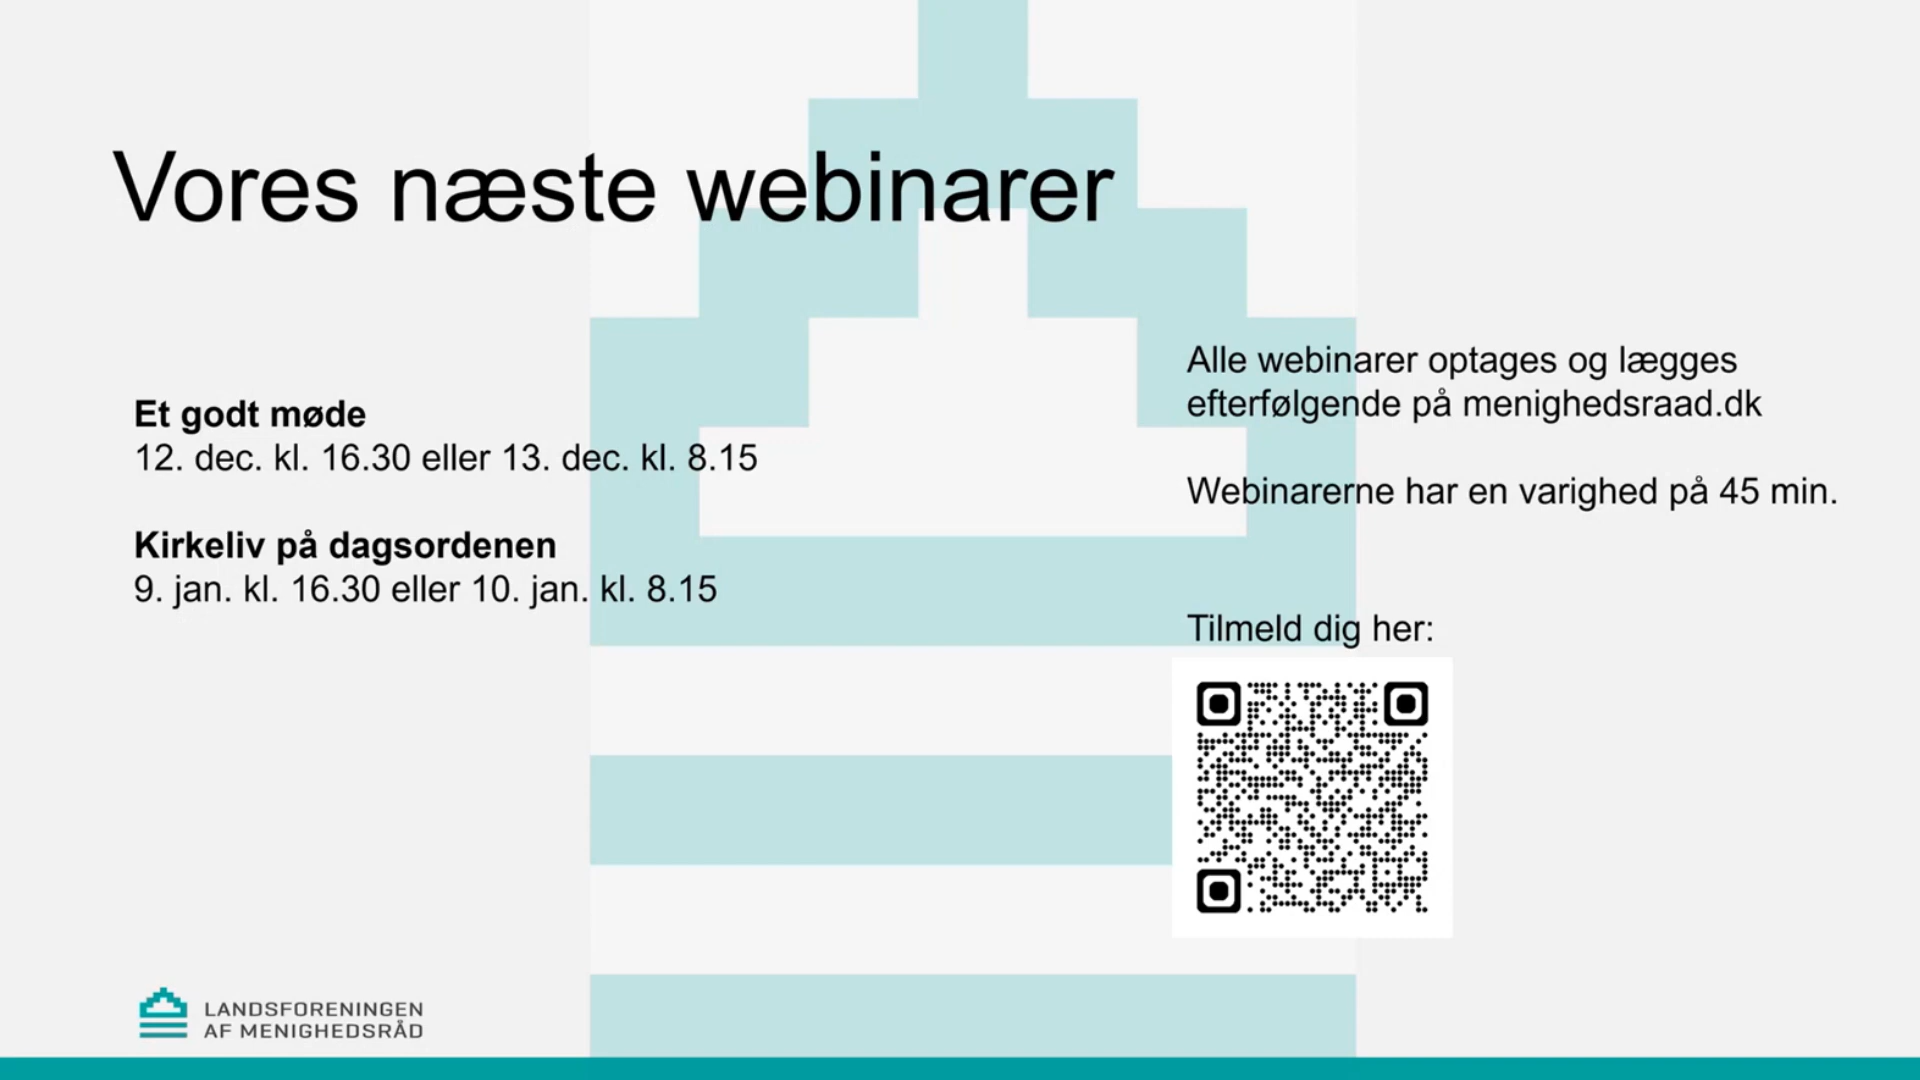 Vores næste webinarer
Et godt møde
12. dec. kl. 16.30 eller 13. dec. kl. 8.15
Kirkeliv på dagsordenen
9. jan. kl. 16.30 eller 10. jan. kl. 8.15
Alle webinarer optages og lægges
efterfølgende på menighedsraad.dk
Webinarerne har en varighed på 45 min.
Tilmeld dig her:
LANDSFORENINGEN
AF MENIGHEDSRÅD